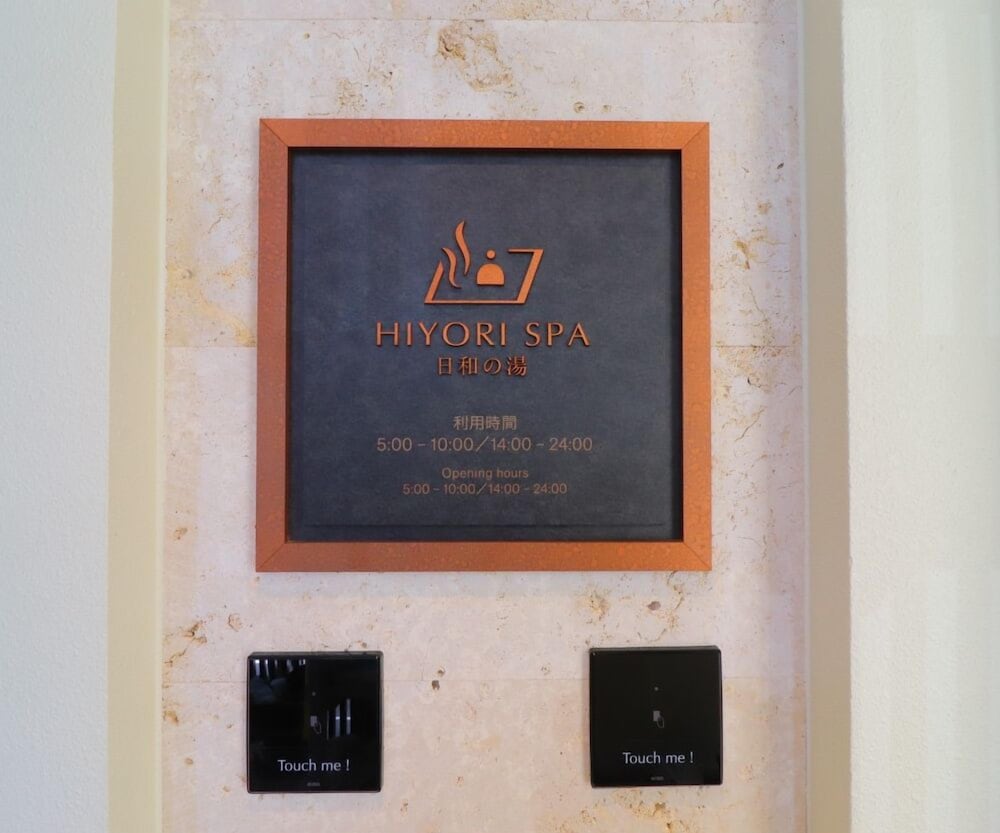 HIYORI SPA
日和の湯
利用時間
5:00 – 10:00／14:00 – 24:00
Opening hours
5:00 – 10:00／14:00 – 24:00
Touch me !
Touch me !